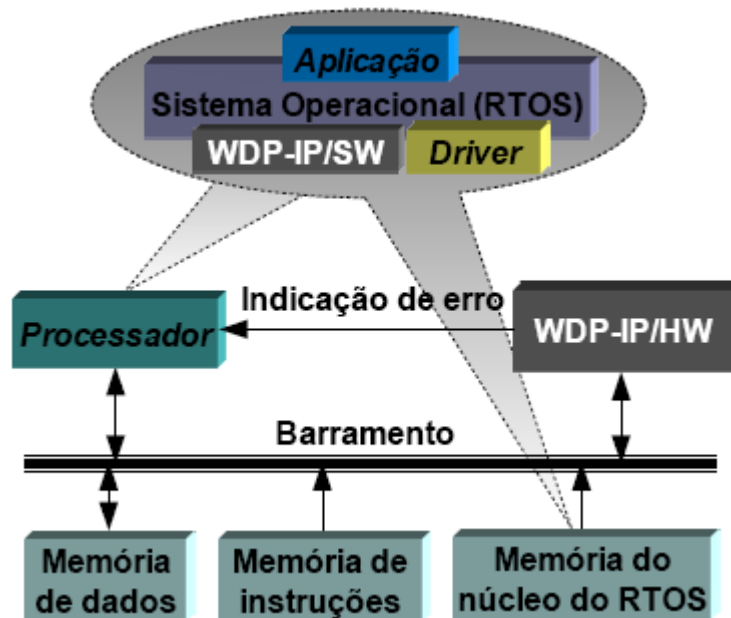 Aplicação
Sistema Operacional (RTOS)
WDP-IP/SW
Driver
Indicação de erro
Processador
WDP-IP/HW
Barramento
Memória
de dados
Memória de
instruções
Memória do
núcleo do RTOS